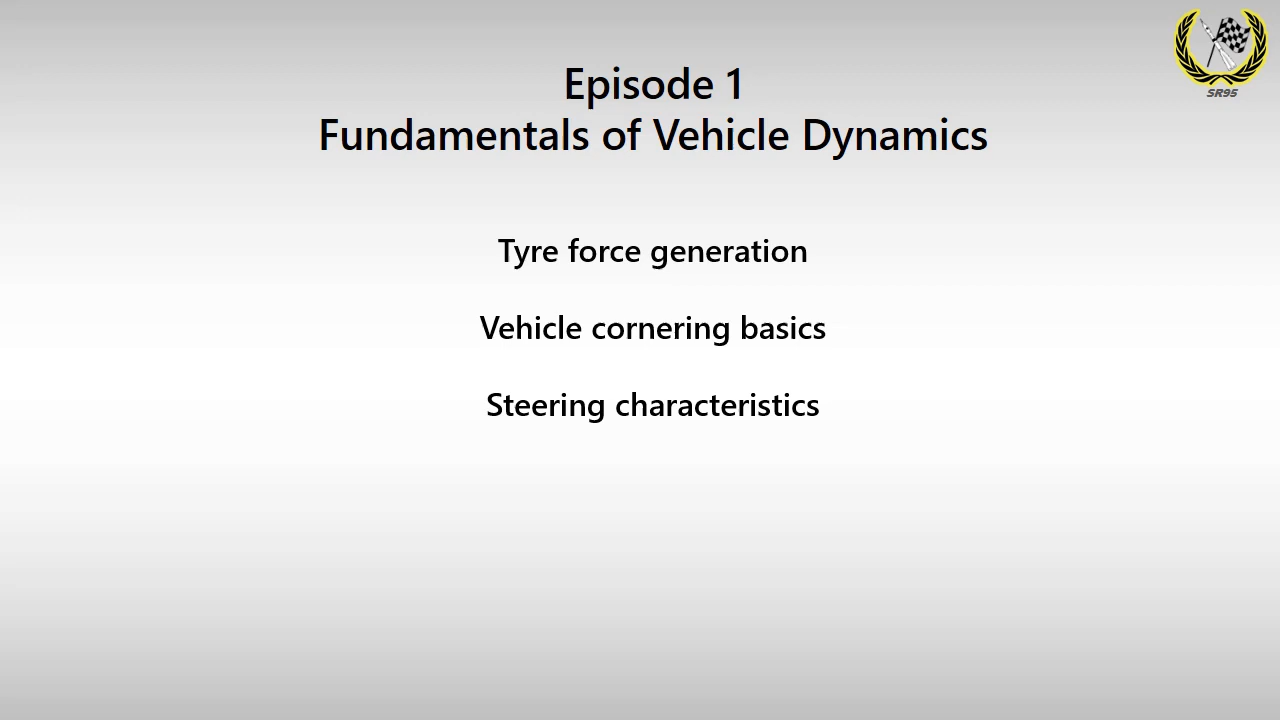 SR95
Episode 1
Fundamentals of Vehicle Dynamics
Tyre force generation
Vehicle cornering basics
Steering characteristics